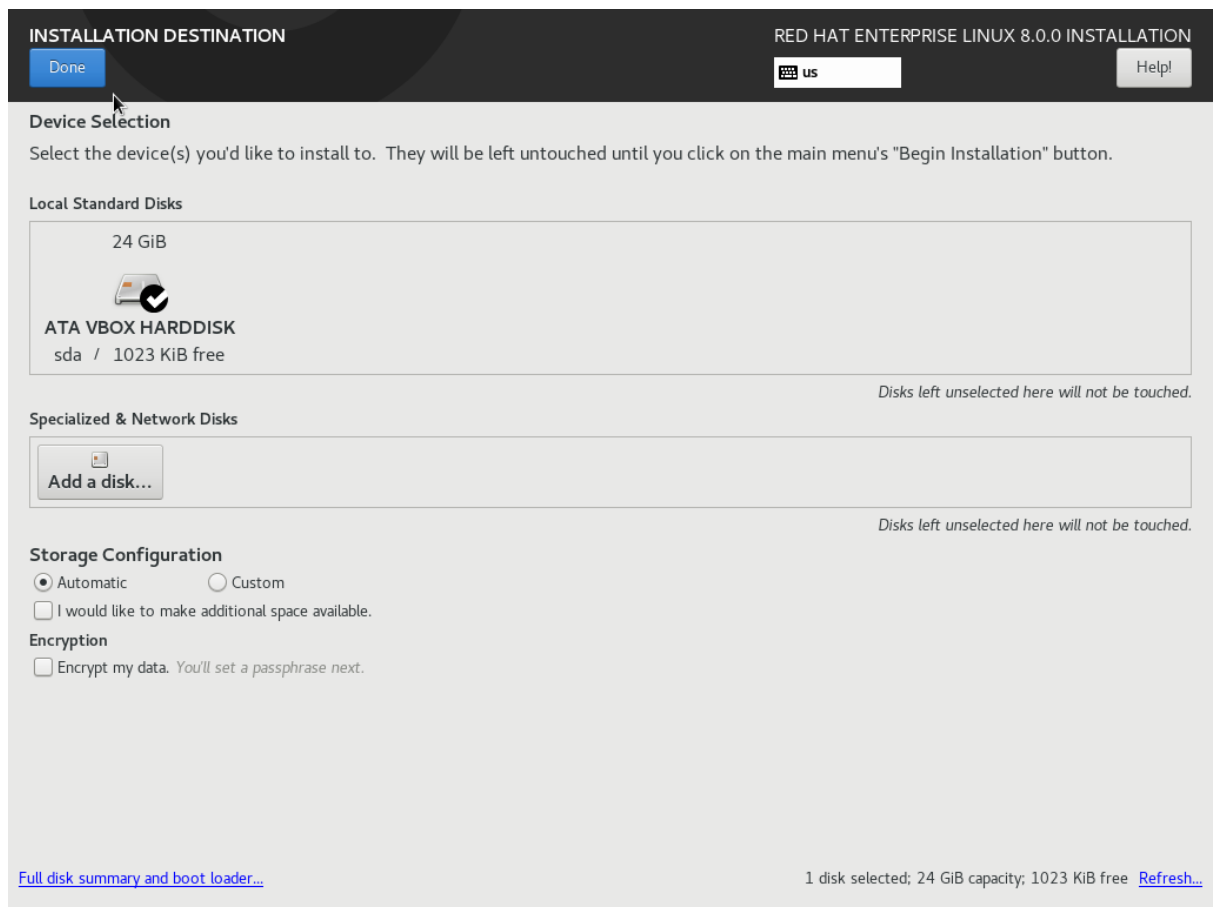 INSTALLATION DESTINATION
RED HAT ENTERPRISE LINUX 8.0.0 INSTALLATION
Done
us
Help!
Device Selection
Select the device(s) you'd like to install to. They will be left untouched until you click on the main menu's "Begin Installation" button.
Local Standard Disks
24 GiB
ATA VBOX HARDDISK
sda / 1023 KiB free
Disks left unselected here will not be touched.
Specialized & Network Disks
Add a disk...
Disks left unselected here will not be touched.
Storage Configuration
Automatic Custom
I would like to make additional space available.
Encryption
Encrypt my data. You'll set a passphrase next.
Full disk summary and boot loader... 1 disk selected; 24 GiB capacity; 1023 KiB free Refresh...